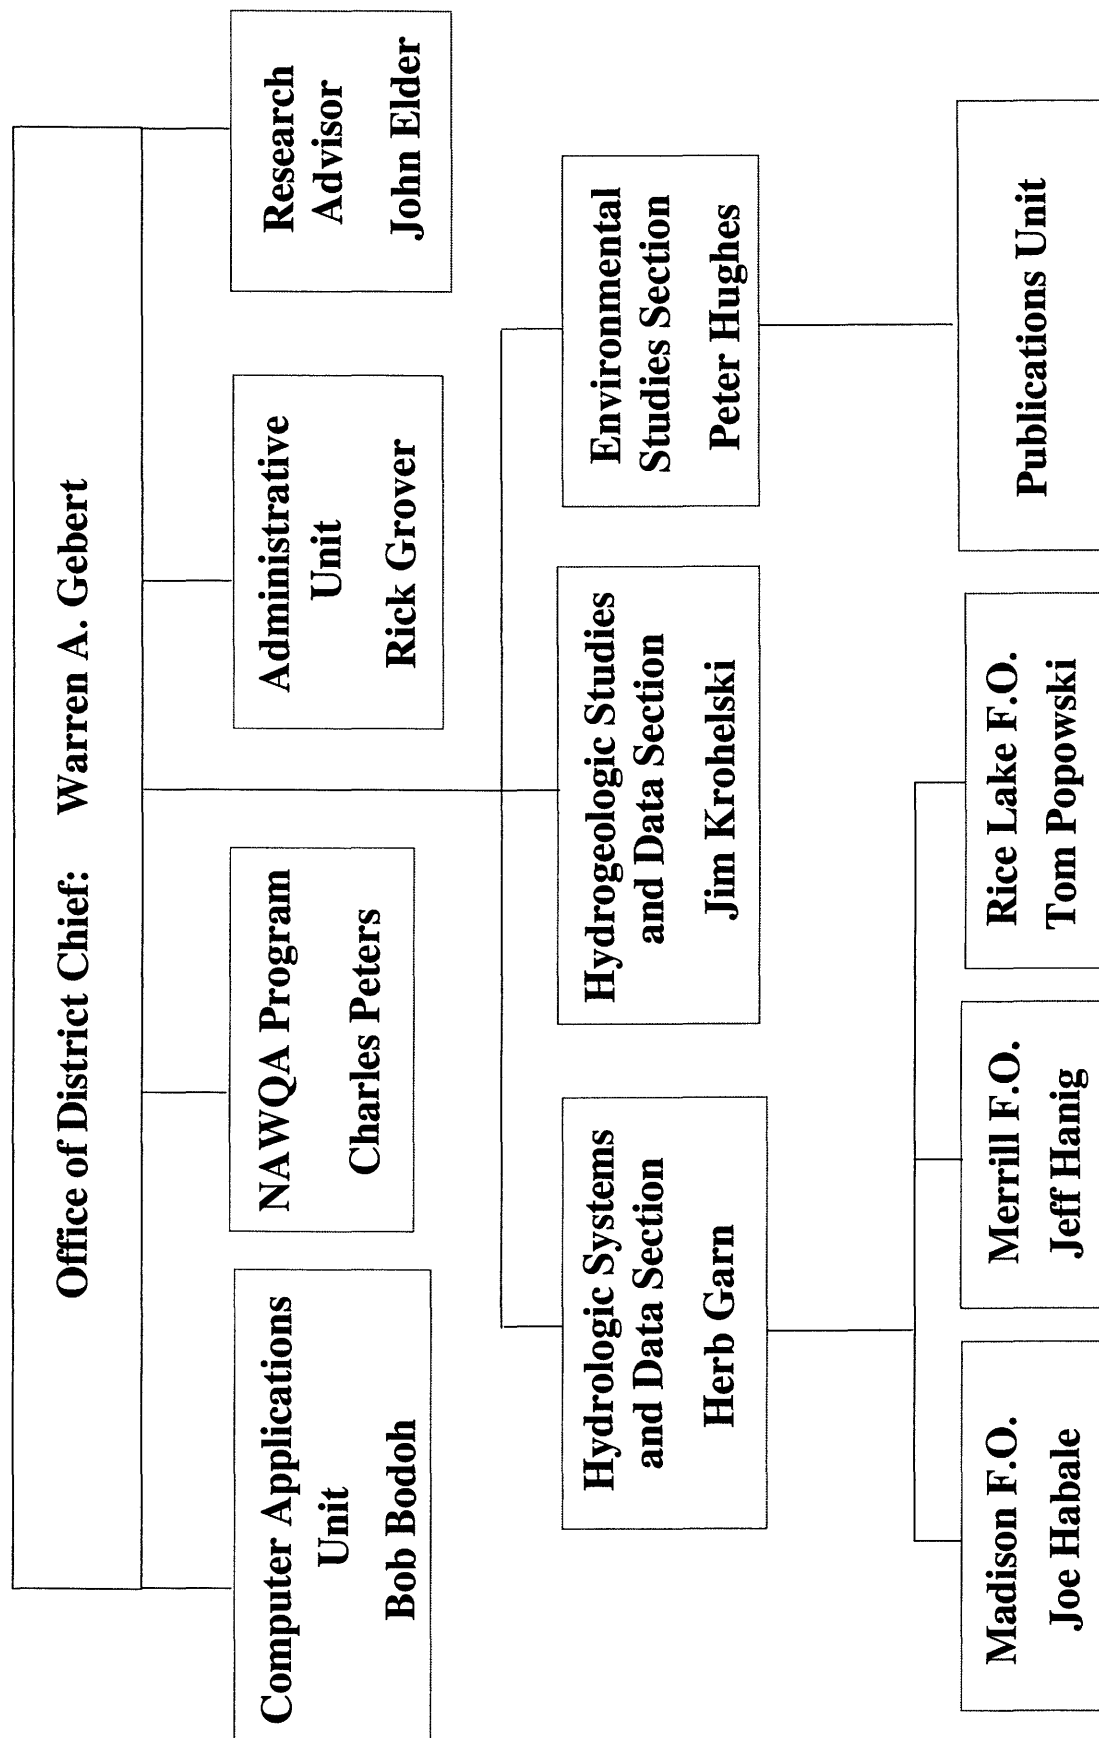 Office of District Chief: Warren A. Gebert
Computer Applications
Unit
Bob Bodoh
NAWQA Program
Charles Peters
Administrative
Unit
Rick Grover
Research
Advisor
John Elder
Hydrologic Systems
and Data Section
Herb Garn
Hydrogeologic Studies
and Data Section
Jim Krohelski
Environmental
Studies Section
Peter Hughes
Madison F.O.
Joe Habale
Merrill F.O.
Jeff Hanig
Rice Lake F.O.
Tom Popowski
Publications Unit